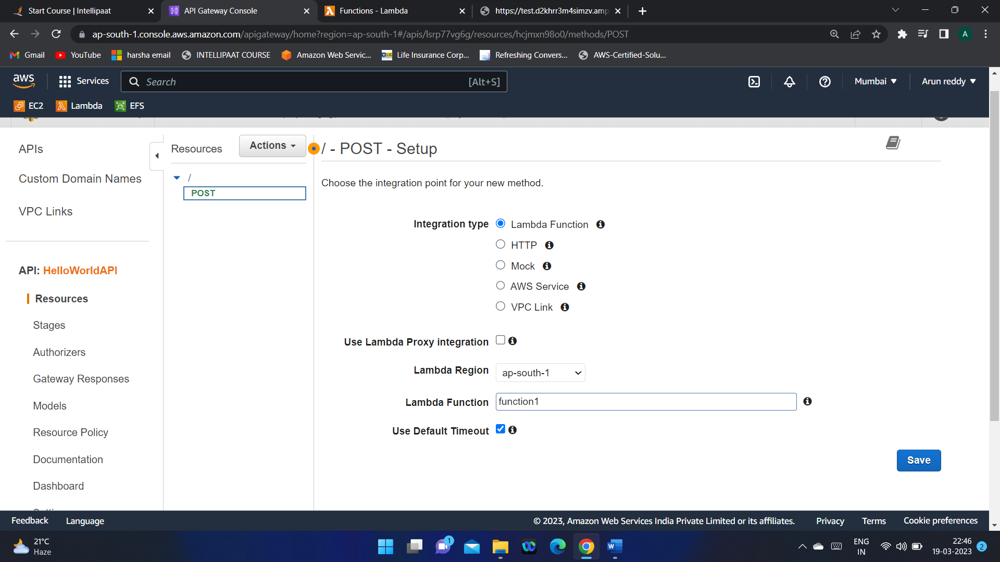 Start Course | Intellipaat
API Gateway Console
Functions - Lambda
https://test.d2khrr3m4simzv.amp
ap-south-1.console.aws.amazon.com/apigateway/home?region=ap-south-1#/apis/lsrp77vg6g/resources/hcjmxn98o0/methods/POST
A
Gmail
YouTube
harsha email
INTELLIPAAT COURSE
Amazon Web Servic...
Life Insurance Corp...
Refreshing Convers...
AWS-Certified-Solu...
aws
Services
Search
[Alt+S]
Mumbai
Arun reddy
EC2
Lambda
EFS
APIs
Custom Domain Names
VPC Links
API: HelloWorldAPI
Resources
Stages
Authorizers
Gateway Responses
Models
Resource Policy
Documentation
Dashboard
Resources
Actions
/
POST
/ - POST - Setup
Choose the integration point for your new method.
Integration type
Lambda Function
HTTP
Mock
AWS Service
VPC Link
Use Lambda Proxy integration
Lambda Region
ap-south-1
Lambda Function
function1
Use Default Timeout
Save
Feedback
Language
© 2023, Amazon Web Services India Private Limited or its affiliates.
Privacy
Terms
Cookie preferences
21°C
Haze
1
ENG
IN
22:46
19-03-2023
2